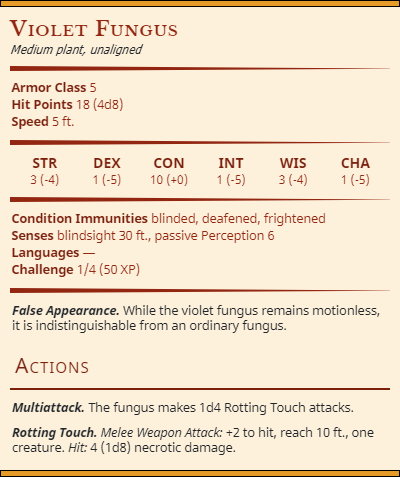 Violet Fungus
Medium plant, unaligned
Armor Class 5
Hit Points 18 (4d8)
Speed 5 ft.
STR DEX CON INT WIS CHA
3 (-4) 1 (-5) 10 (+0) 1 (-5) 3 (-4) 1 (-5)
Condition Immunities blinded, deafened, frightened
Senses blindsight 30 ft., passive Perception 6
Languages —
Challenge 1/4 (50 XP)
False Appearance. While the violet fungus remains motionless,
it is indistinguishable from an ordinary fungus.
Actions
Multiattack. The fungus makes 1d4 Rotting Touch attacks.
Rotting Touch. Melee Weapon Attack: +2 to hit, reach 10 ft., one
creature. Hit: 4 (1d8) necrotic damage.